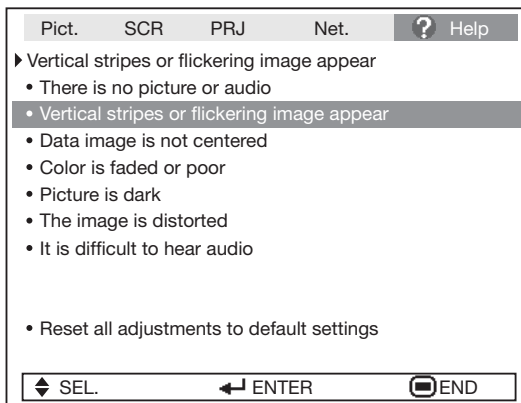 Pict. SCR PRJ Net. ? Help
Vertical stripes or flickering image appear
• There is no picture or audio
• Vertical stripes or flickering image appear
• Data image is not centered
• Color is faded or poor
• Picture is dark
• The image is distorted
• It is difficult to hear audio
• Reset all adjustments to default settings
SEL. ENTER END